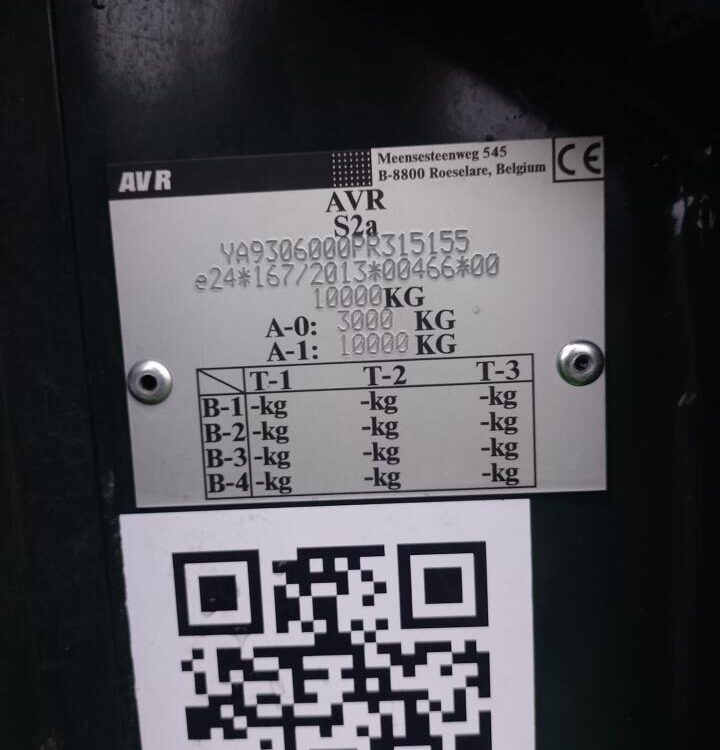 AVR
Meensesteenweg 545
B-8800 Roeselare, Belgium
CE
AVR
S2a
YA9306000PR315155
e24*167/2013*00466*00
10000KG
A-0: 3000 KG
A-1: 10000 KG
T-1 T-2 T-3
B-1 -kg -kg -kg
B-2 -kg -kg -kg
B-3 -kg -kg -kg
B-4 -kg -kg -kg